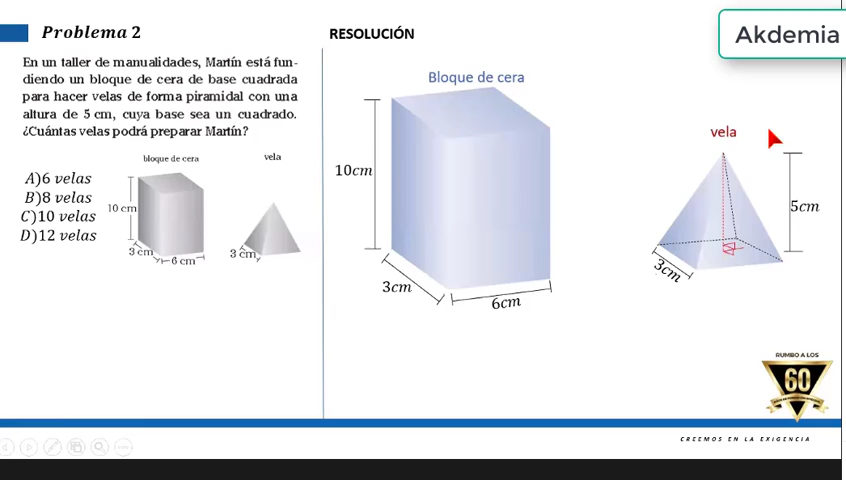 Akdemia
Problema 2
RESOLUCIÓN
En un taller de manualidades, Martín está fun-
diendo un bloque de cera de base cuadrada
para hacer velas de forma piramidal con una
altura de 5 cm, cuya base sea un cuadrado.
¿Cuántas velas podrá preparar Martín?
A)6 velas
B)8 velas
C)10 velas
D)12 velas
bloque de cera
vela
10 cm
3 cm
6 cm
3 cm
Bloque de cera
10cm
3cm
6cm
vela
5cm
3cm
RUMBO A LOS
60
CREEMOS EN LA EXIGENCIA